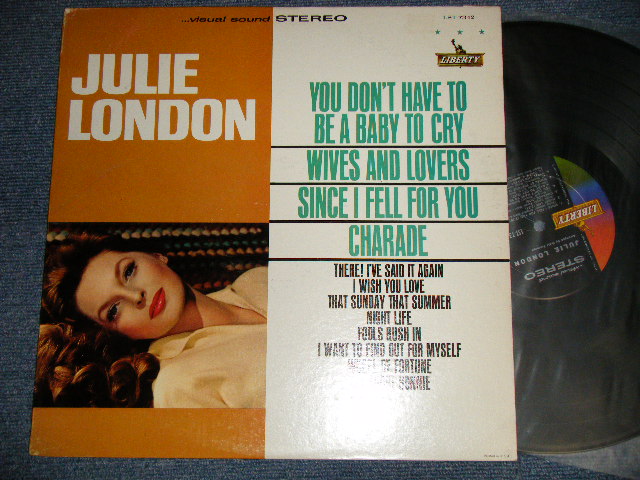 ...visual sound STEREO
JULIE
LONDON
LIBERTY
YOU DON'T HAVE TO
BE A BABY TO CRY
WIVES AND LOVERS
SINCE I FELL FOR YOU
CHARADE
THERE! I'VE SAID IT AGAIN
I WISH YOU LOVE
THAT SUNDAY THAT SUMMER
NIGHT LIFE
FOOLS RUSH IN
I WANT TO FIND OUT FOR MYSELF
OF FORTUNE
LIBERTY
STEREO
JULIE LONDON